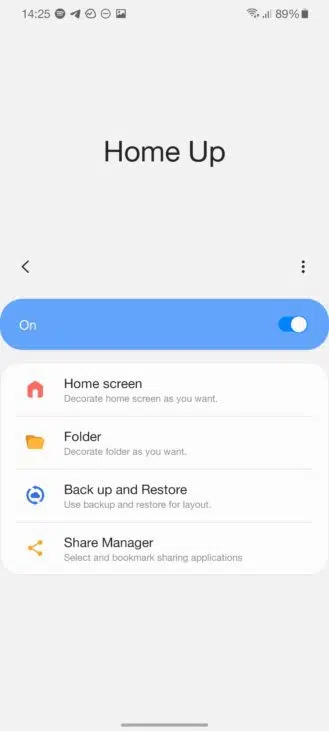 14:25 89%
Home Up
On
Home screen
Decorate home screen as you want.
Folder
Decorate folder as you want.
Back up and Restore
Use backup and restore for layout.
Share Manager
Select and bookmark sharing applications